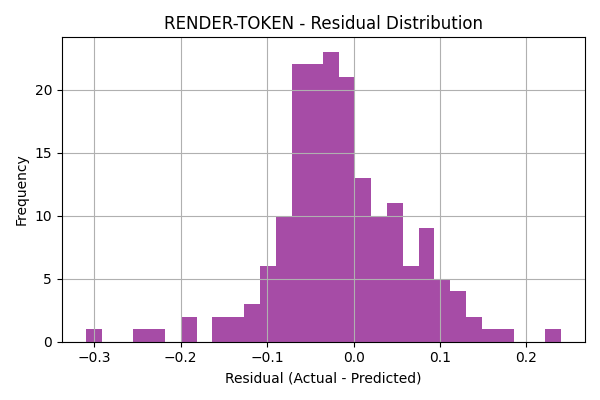 RENDER-TOKEN - Residual Distribution
Frequency
20
15
10
5
0
−0.3 −0.2 −0.1 0.0 0.1 0.2
Residual (Actual - Predicted)